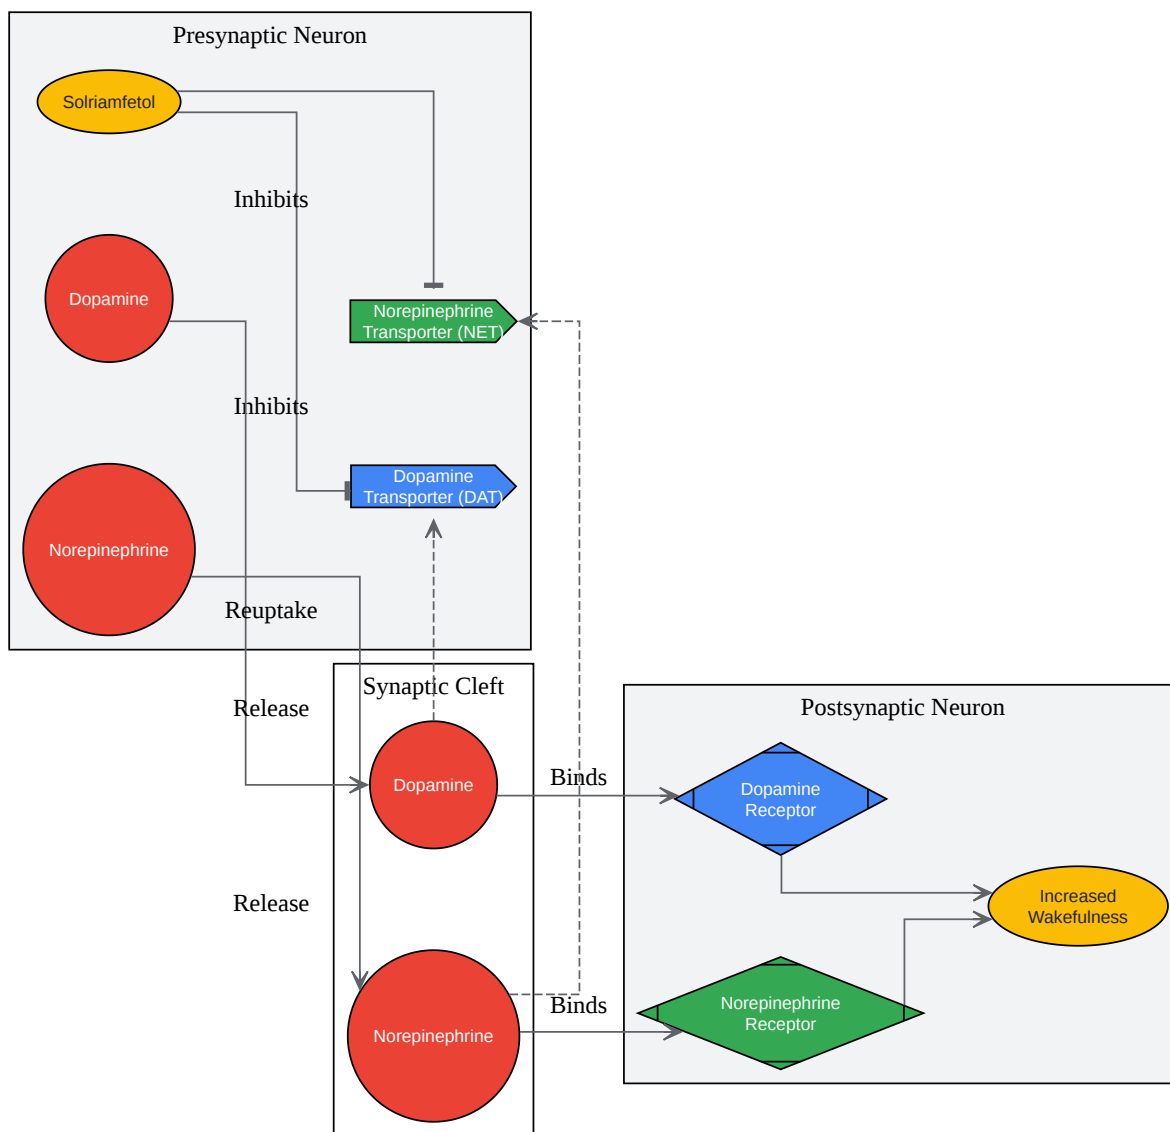 Presynaptic Neuron
Solriamfetol
Inhibits
Dopamine
Norepinephrine
Transporter (NET)
Inhibits
Dopamine
Transporter (DAT)
Norepinephrine
Reuptake
Synaptic Cleft
Release
Postsynaptic Neuron
Dopamine
Binds
Dopamine
Receptor
Release
Increased
Wakefulness
Norepinephrine
Binds
Norepinephrine
Receptor